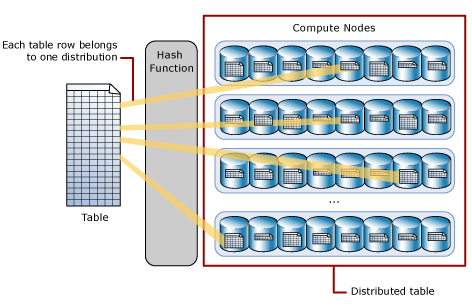 Compute Nodes
Each table row belongs
to one distribution
Hash
Function
Table
...
Distributed table